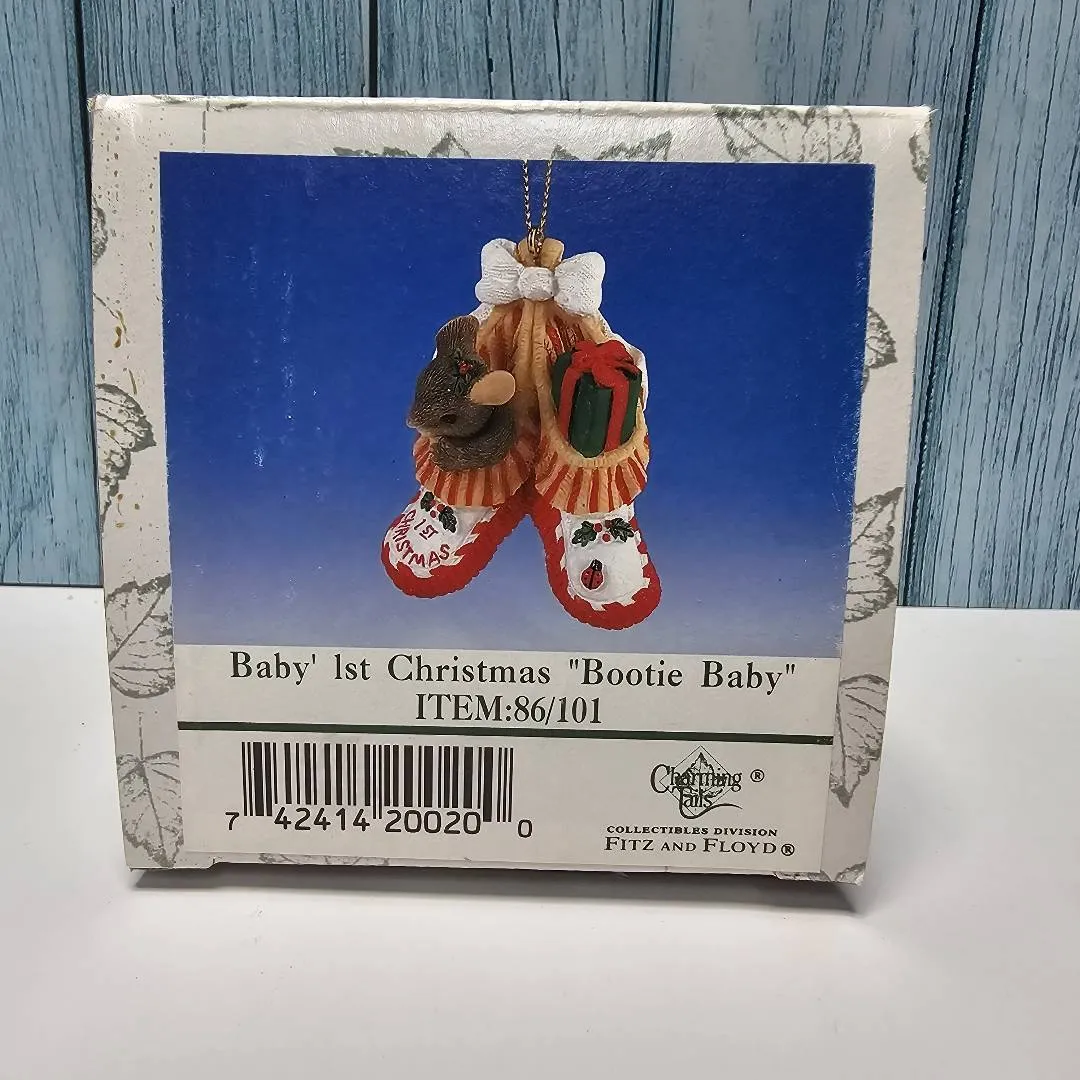 1ST
CHRISTMAS
Baby' 1st Christmas "Bootie Baby"
ITEM:86/101
7 42414 20020 0
Charming ®
Tails
COLLECTIBLES DIVISION
FITZ AND FLOYD®